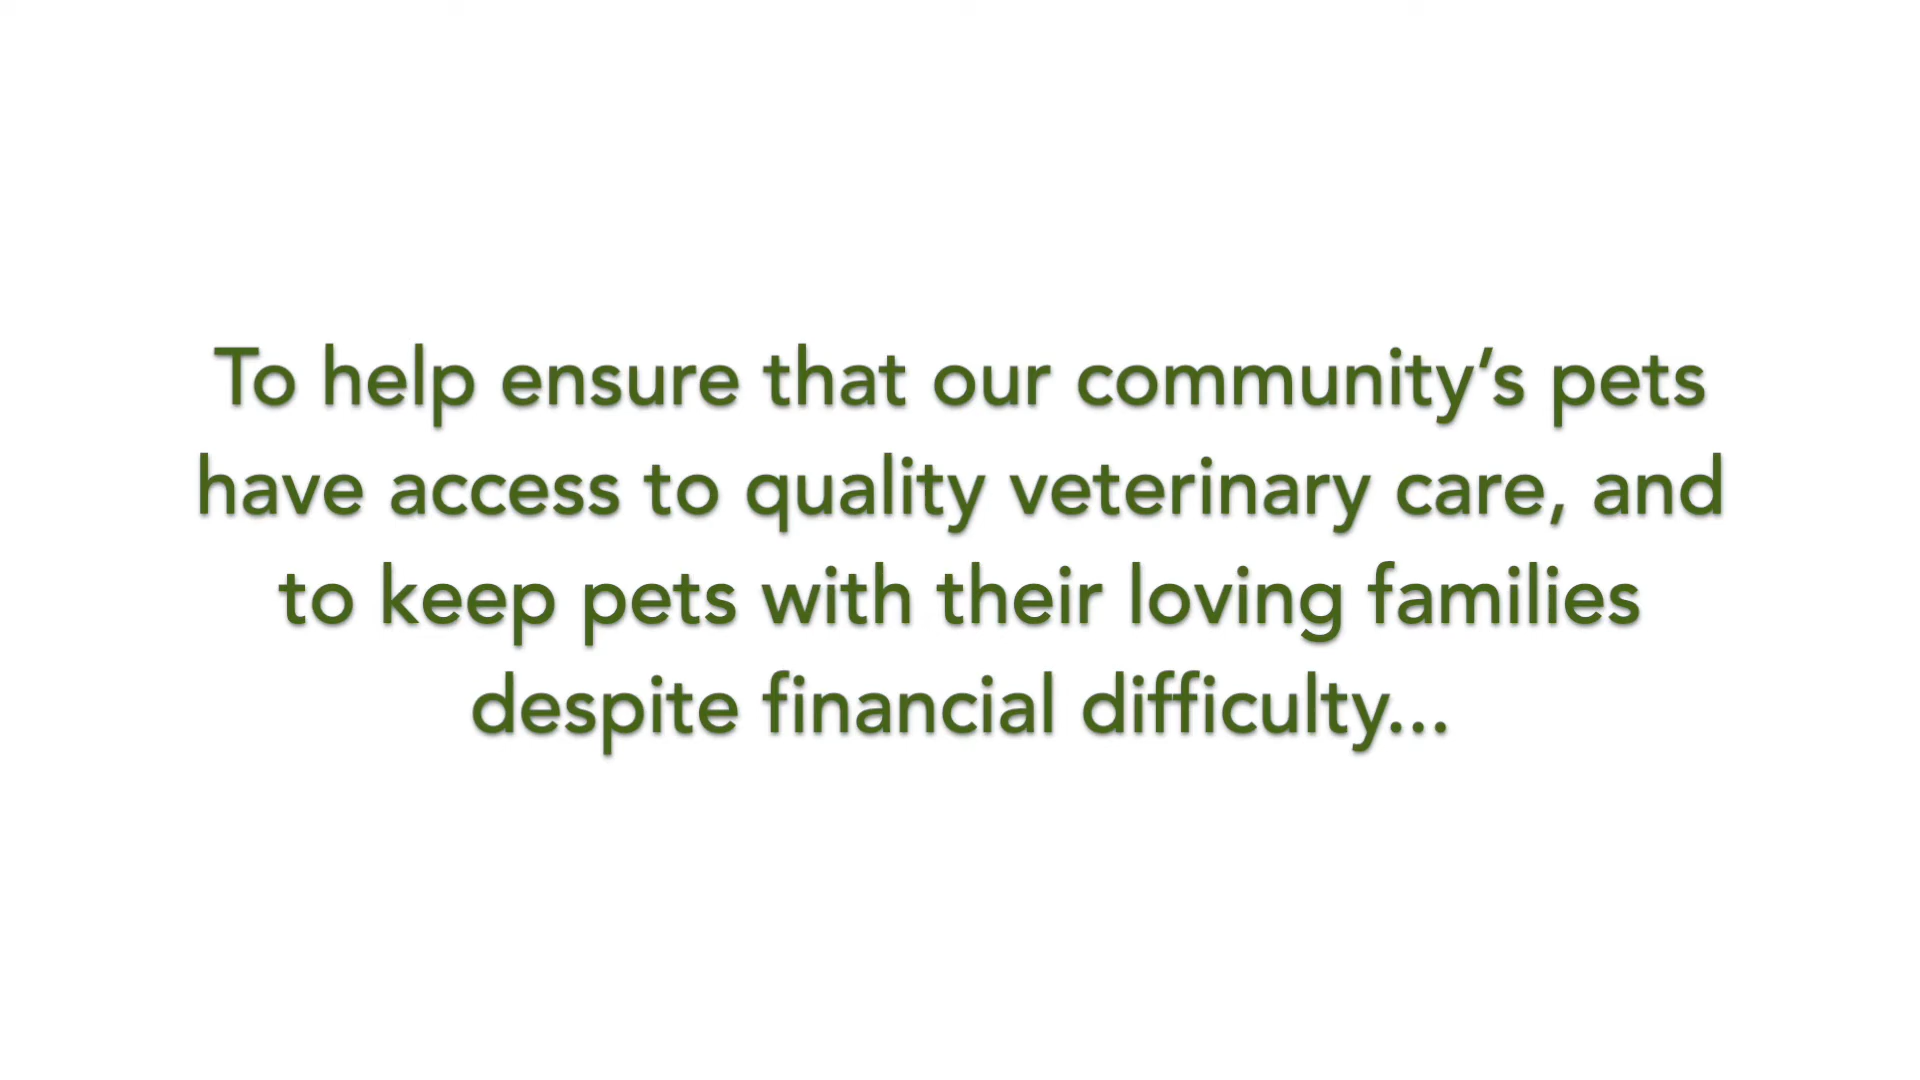 To help ensure that our community’s pets
have access to quality veterinary care, and
to keep pets with their loving families
despite financial difficulty...